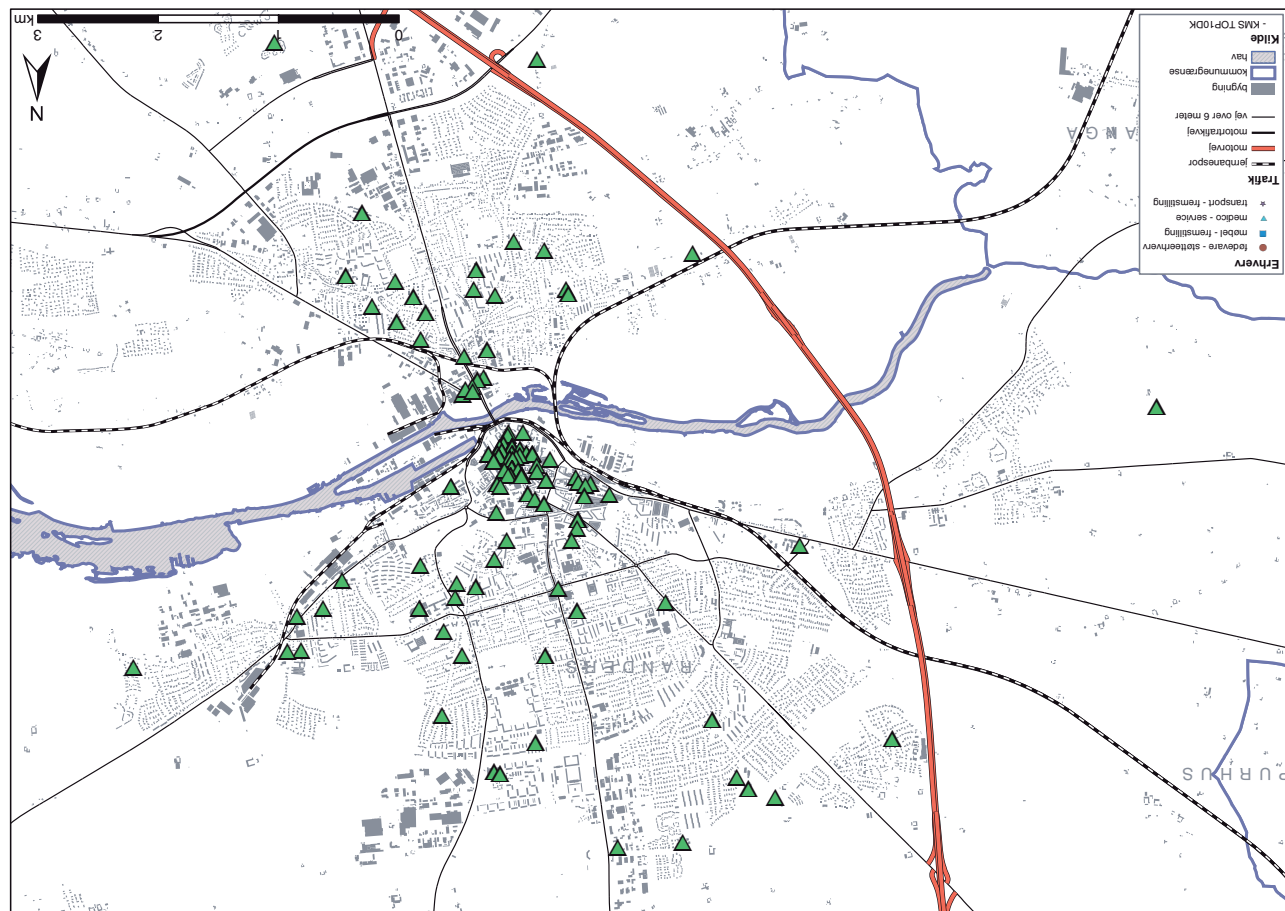 PURHUS
RANDERS
Erhverv
fødevare støtteerhverv
møbel - fremstilling
medico - service
transport - fremstilling
Trafik
jernbanespor
motorvej
motortrafikvej
vej over 6 meter
bygning
kommunegrænse
hav
Kilde
- KMS TOP10DK
N
0 1 2 3 km